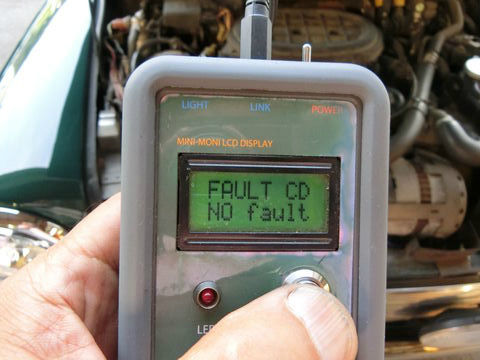 LIGHT LINK POWER
MINI-MONI LCD DISPLAY
FAULT CD
NO fault